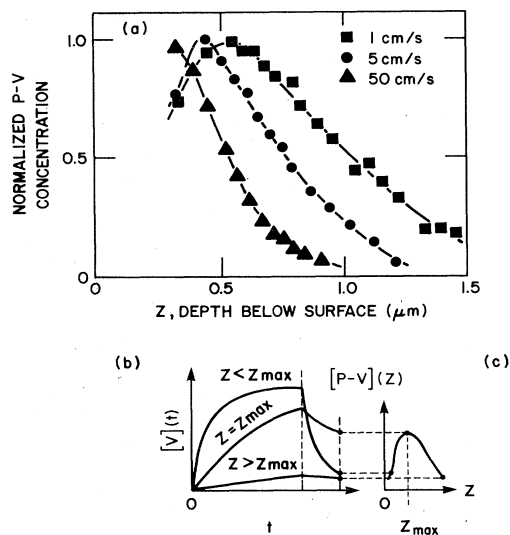 (a)
1 cm/s
5 cm/s
50 cm/s
NORMALIZED P-V
CONCENTRATION
1.0
0.5
0
0
0.5
1.0
1.5
Z, DEPTH BELOW SURFACE (μm)
(b)
(c)
[V](t)
Z<Zmax
Z=Zmax
Z>Zmax
0
t
[P-V](Z)
0
Z
Zmax